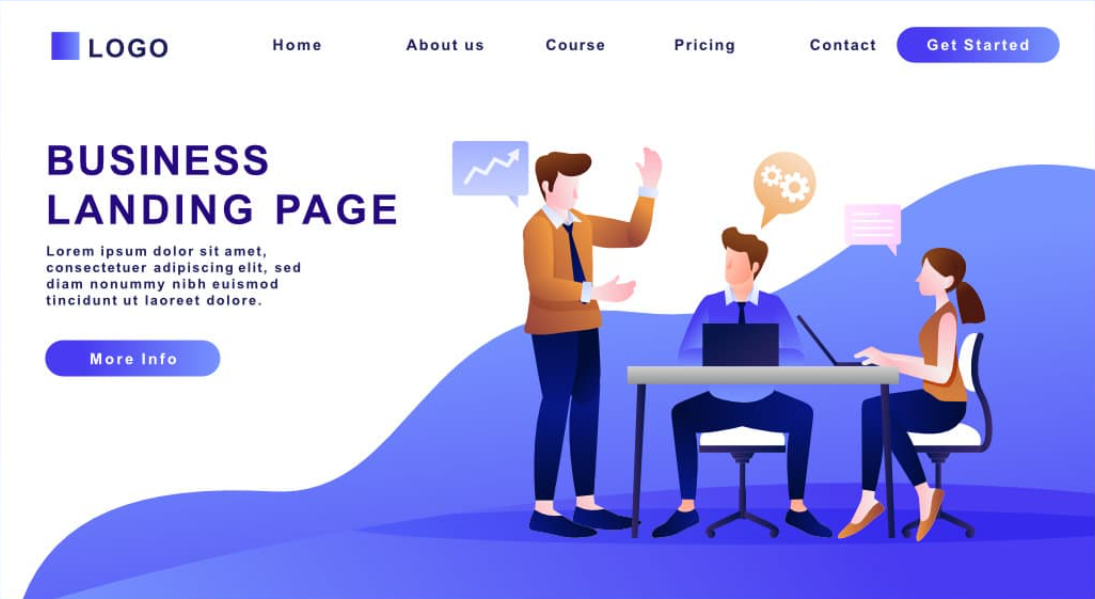 LOGO
Home
About us
Course
Pricing
Contact
Get Started
BUSINESS
LANDING PAGE
Lorem ipsum dolor sit amet,
consectetuer adipiscing elit, sed
diam nonummy nibh euismod
tincidunt ut laoreet dolore.
More Info